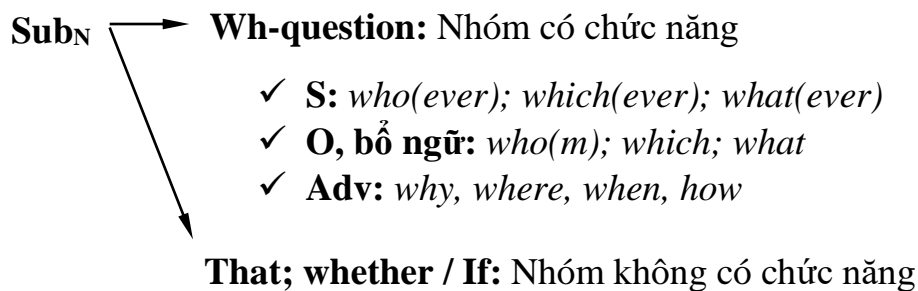 Sub_N Wh-question: Nhóm có chức năng
✓ S: who(ever); which(ever); what(ever)
✓ O, bổ ngữ: who(m); which; what
✓ Adv: why, where, when, how
That; whether / If: Nhóm không có chức năng